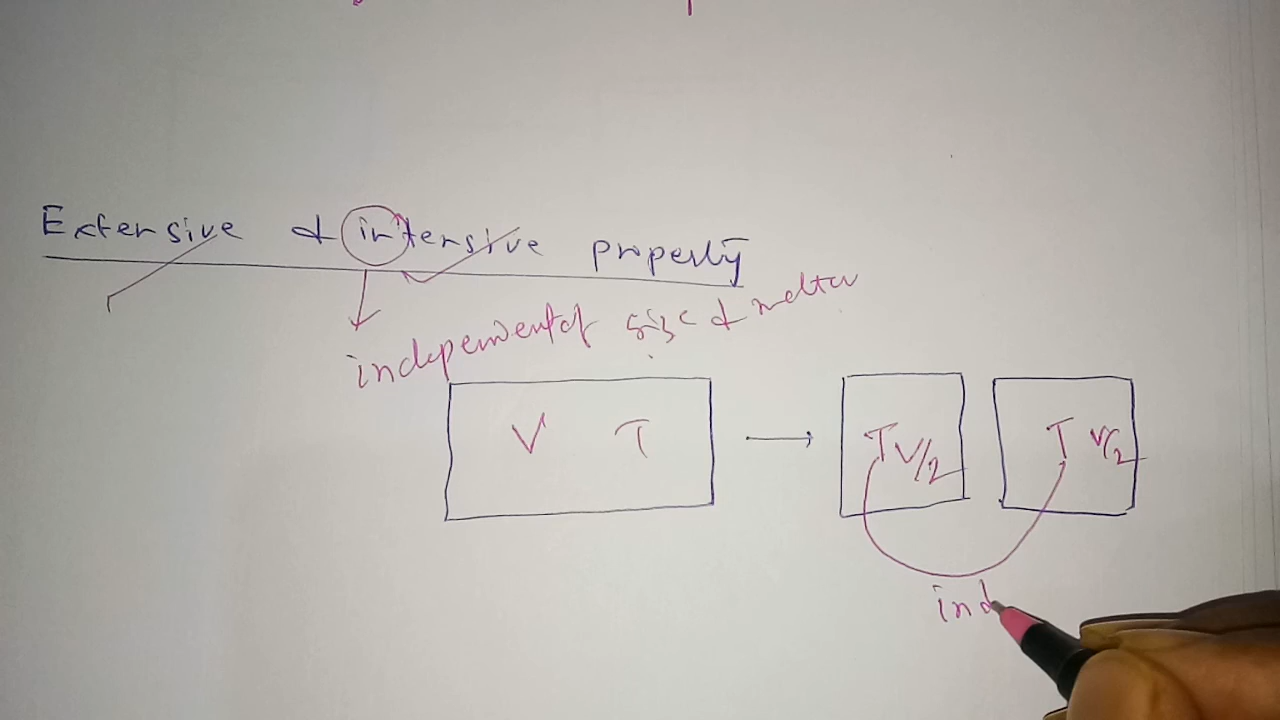 Extensive & intensive property
independent of size & matter
V T → T V/2 T V/2
ind